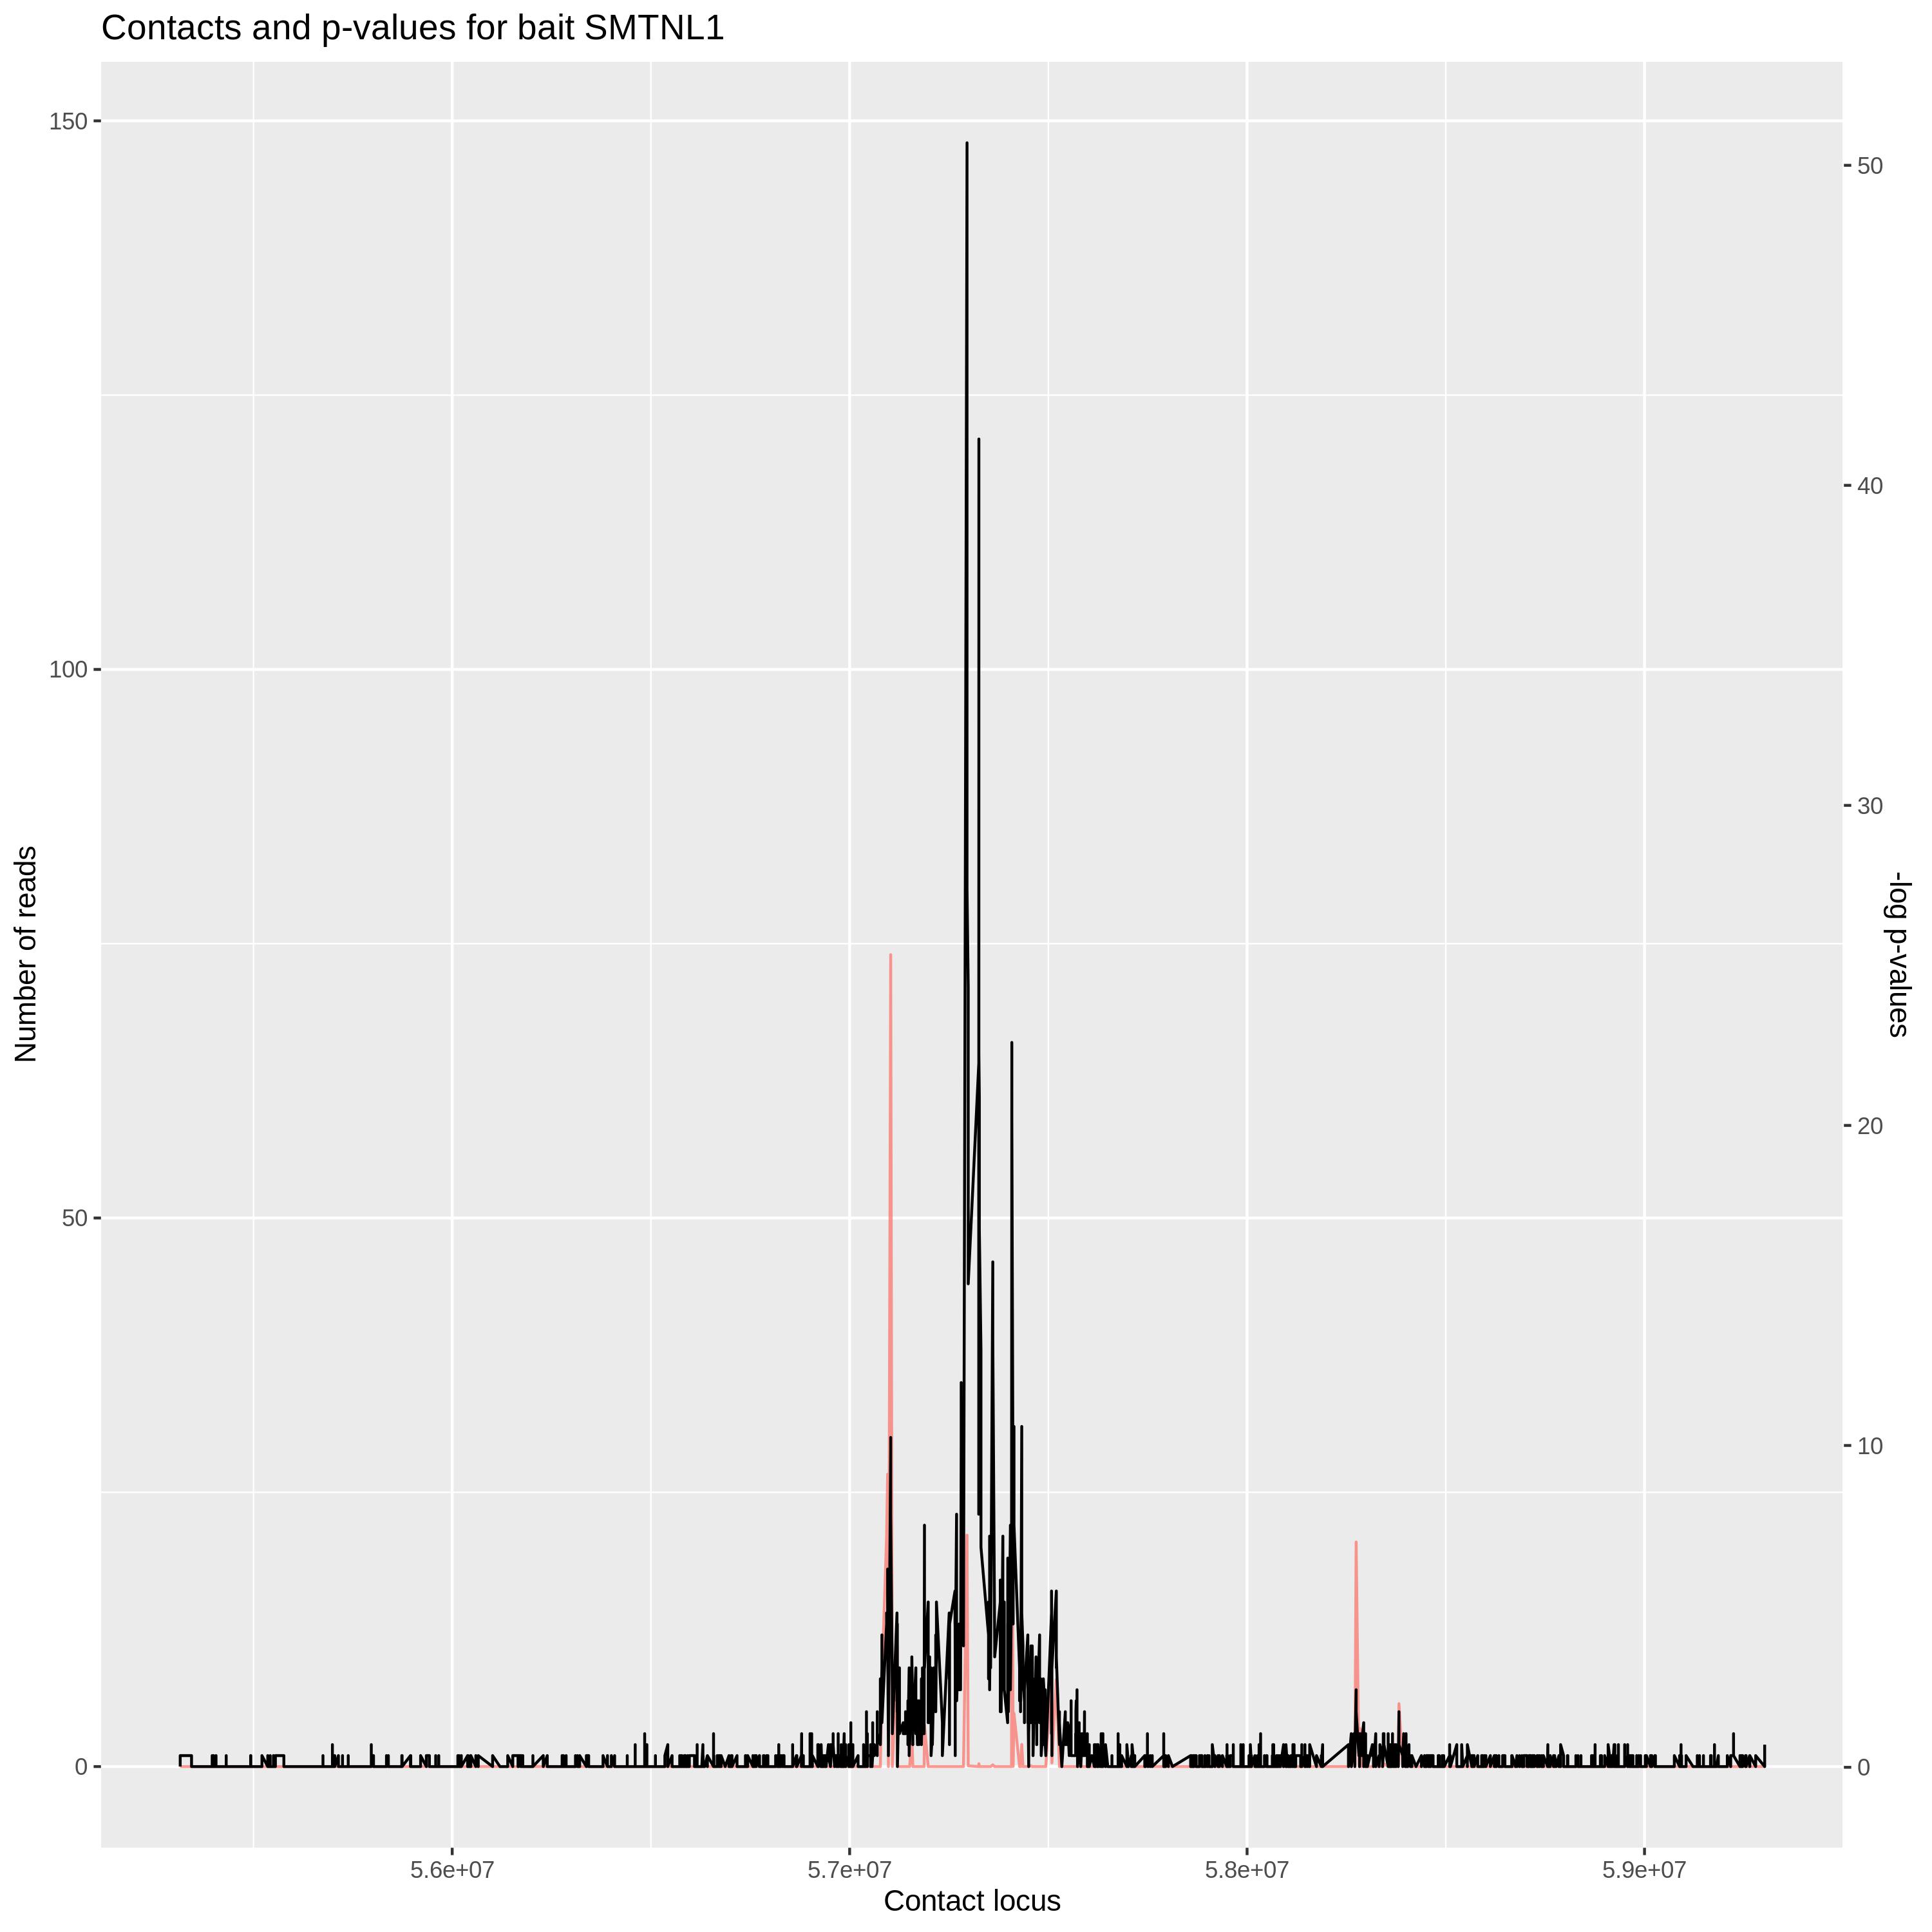 Contacts and p-values for bait SMTNL1
150
100
50
0
Number of reads
50
40
30
20
10
0
-log p-values
5.6e+07
5.7e+07
5.8e+07
5.9e+07
Contact locus